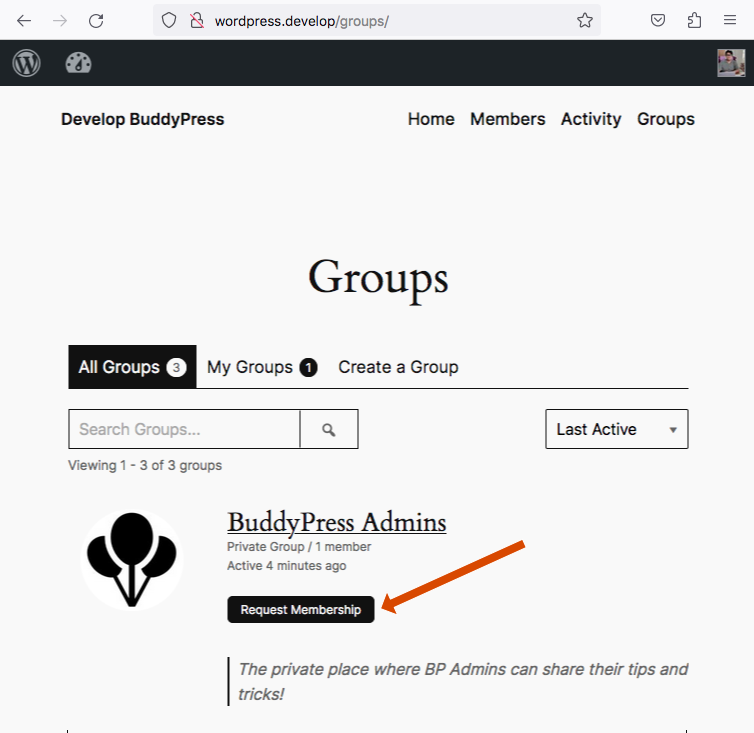 wordpress.develop/groups/
Develop BuddyPress
Home Members Activity Groups
Groups
All Groups 3 My Groups 1 Create a Group
Search Groups... Last Active
Viewing 1 - 3 of 3 groups
BuddyPress Admins
Private Group / 1 member
Active 4 minutes ago
Request Membership
The private place where BP Admins can share their tips and
tricks!